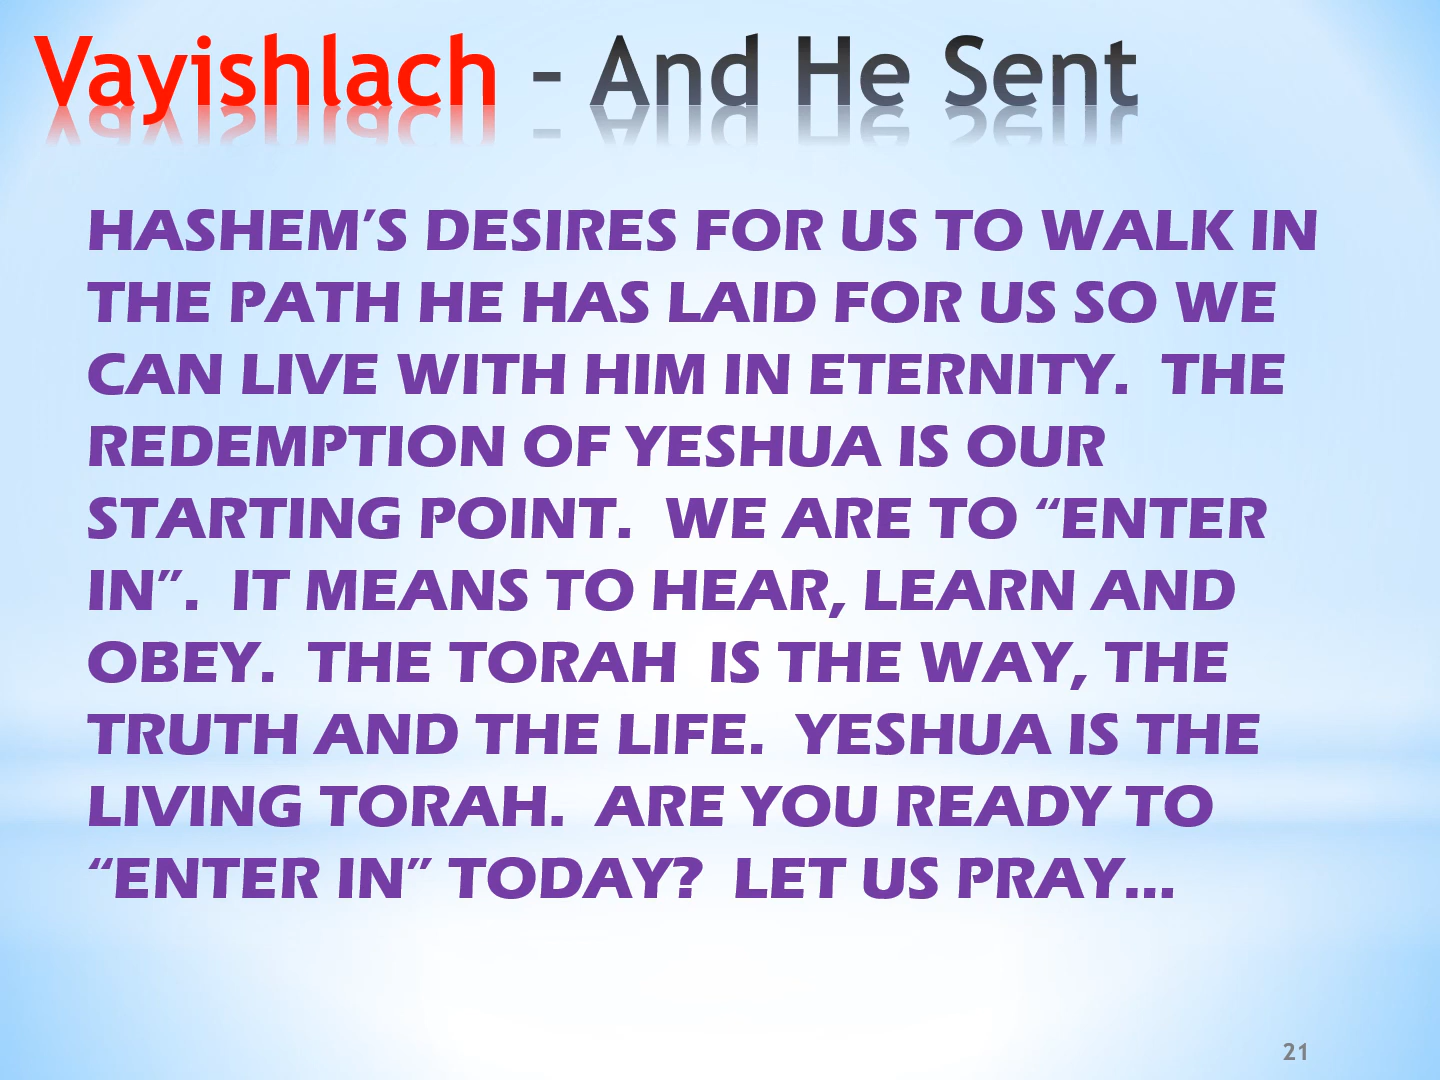 Vayishlach – And He Sent
HASHEM’S DESIRES FOR US TO WALK IN
THE PATH HE HAS LAID FOR US SO WE
CAN LIVE WITH HIM IN ETERNITY.  THE
REDEMPTION OF YESHUA IS OUR
STARTING POINT.  WE ARE TO “ENTER
IN”.  IT MEANS TO HEAR, LEARN AND
OBEY.  THE TORAH  IS THE WAY, THE
TRUTH AND THE LIFE.  YESHUA IS THE
LIVING TORAH.  ARE YOU READY TO
“ENTER IN” TODAY?  LET US PRAY…
21